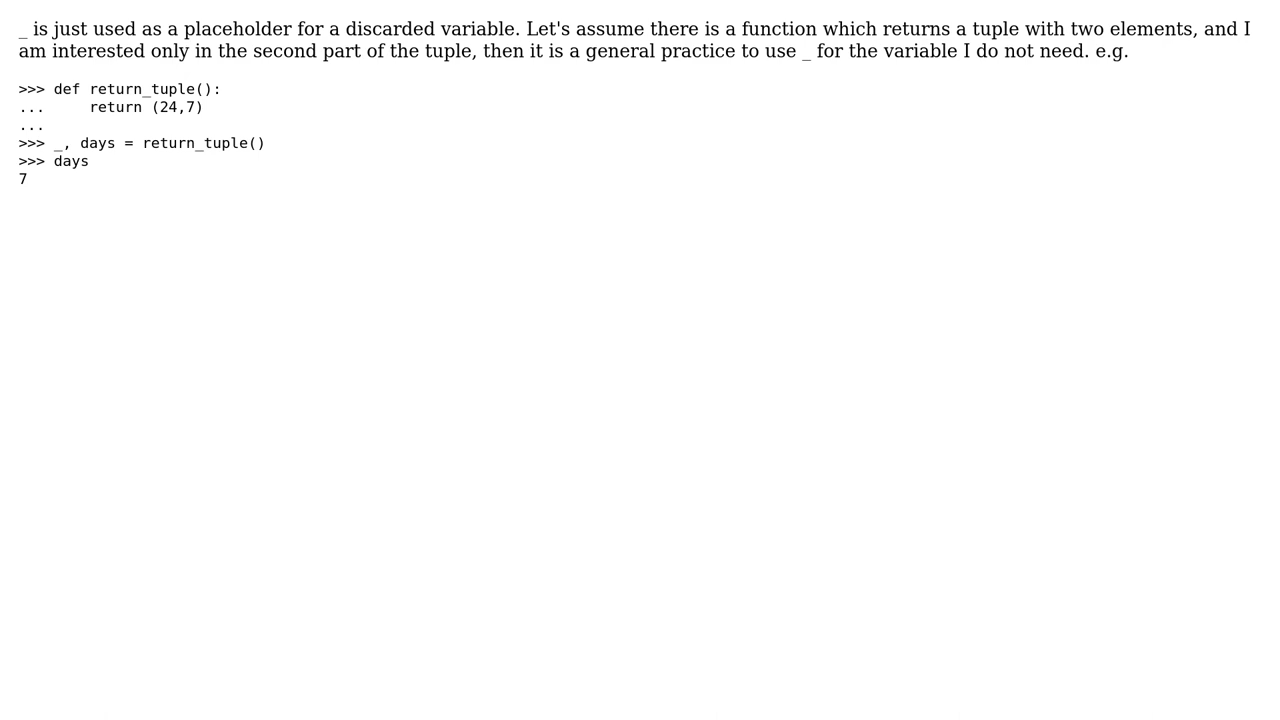 _ is just used as a placeholder for a discarded variable. Let's assume there is a function which returns a tuple with two elements, and I
am interested only in the second part of the tuple, then it is a general practice to use _ for the variable I do not need. e.g.
>>> def return_tuple():
...     return (24,7)
...
>>> _, days = return_tuple()
>>> days
7